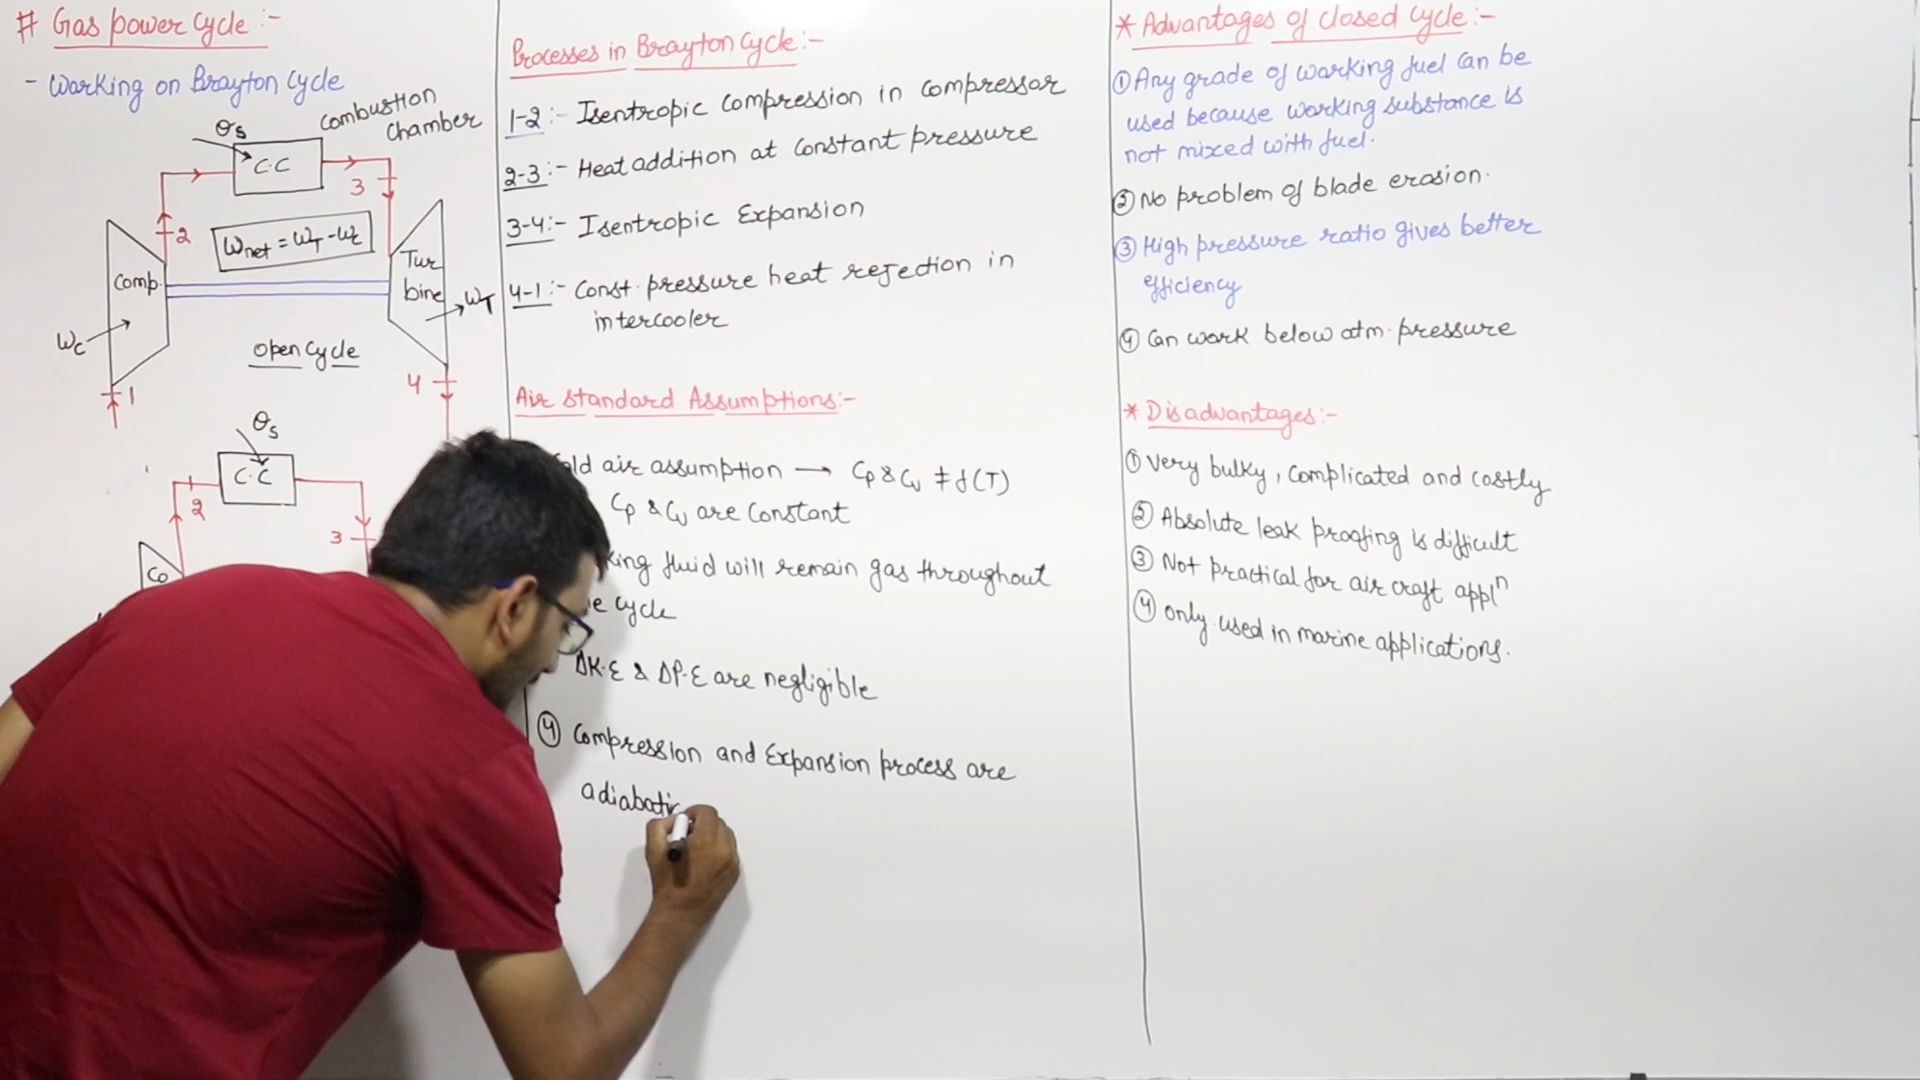 # Gas power cycle :-
- Working on Brayton Cycle
Combustion
chamber
Qs
C.C
3
2
Wnet = WT - Wc
Comp.
Tur
bine
WT
Wc
Open Cycle
1
4
Qs
C.C
2
3
Co
Processes in Brayton Cycle :-
1-2 :- Isentropic Compression in Compressor
2-3 :- Heat addition at Constant pressure
3-4 :- Isentropic Expansion
4-1 :- Const. pressure heat rejection in
intercooler
Air standard Assumptions :-
air assumption → Cp & Cv ≠ f(T)
Cp & Cv are Constant
fluid will remain gas throughout
cycle
ΔK.E & ΔP.E are negligible
④ Compression and Expansion process are
adiabatic
* Advantages of closed Cycle :-
① Any grade of working fuel Can be
used because working substance is
not mixed with fuel.
② No problem of blade erosion.
③ High pressure ratio gives better
efficiency
④ Can work below atm. pressure
* Disadvantages :-
① Very bulky, Complicated and costly
② Absolute leak proofing is difficult
③ Not practical for air craft applⁿ
④ only used in marine applications.